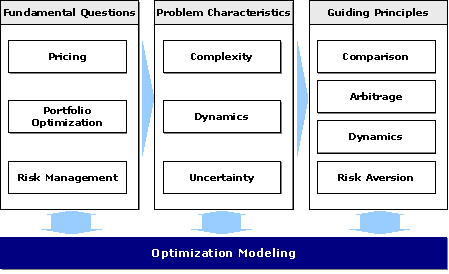 Fundamental Questions
Pricing
Portfolio
Optimization
Risk Management
Problem Characteristics
Complexity
Dynamics
Uncertainty
Guiding Principles
Comparison
Arbitrage
Dynamics
Risk Aversion
Optimization Modeling